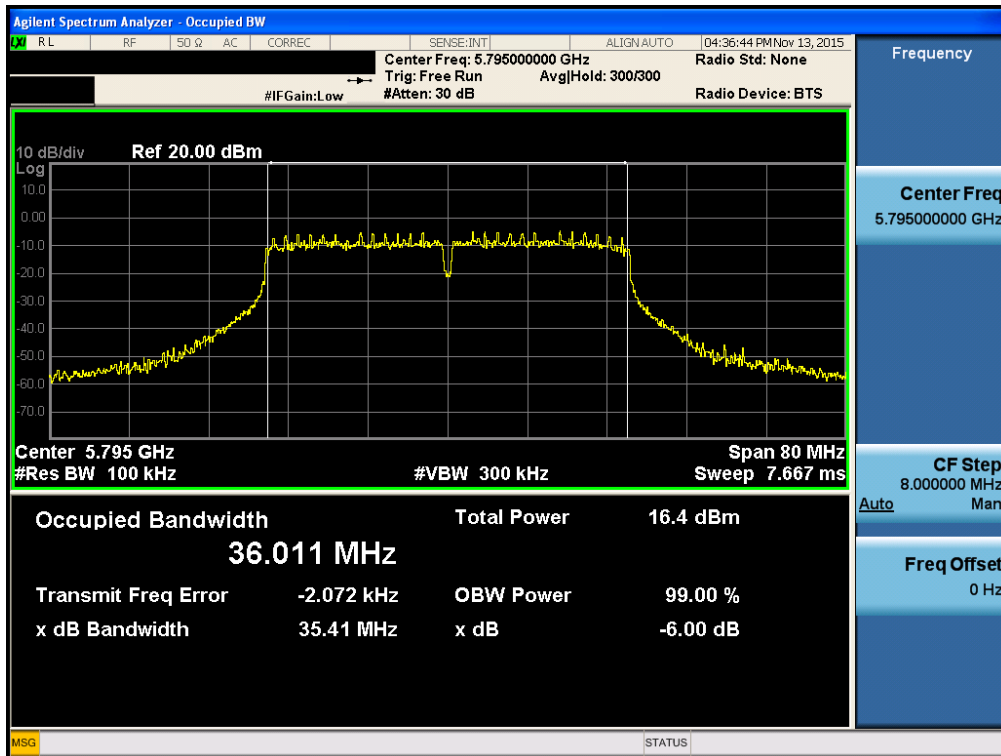 Agilent Spectrum Analyzer - Occupied BW
LXI RL RF 50 Ω AC CORREC SENSE:INT ALIGN AUTO 04:36:44 PM Nov 13, 2015
Center Freq: 5.795000000 GHz Radio Std: None
Trig: Free Run Avg|Hold: 300/300
#IFGain:Low #Atten: 30 dB Radio Device: BTS
10 dB/div Ref 20.00 dBm
Log
10.0
0.00
-10.0
-20.0
-30.0
-40.0
-50.0
-60.0
-70.0
Center 5.795 GHz Span 80 MHz
#Res BW 100 kHz #VBW 300 kHz Sweep 7.667 ms
Occupied Bandwidth Total Power 16.4 dBm
36.011 MHz
Transmit Freq Error -2.072 kHz OBW Power 99.00 %
x dB Bandwidth 35.41 MHz x dB -6.00 dB
MSG STATUS
Frequency
Center Freq
5.795000000 GHz
CF Step
8.000000 MHz
Auto Man
Freq Offset
0 Hz